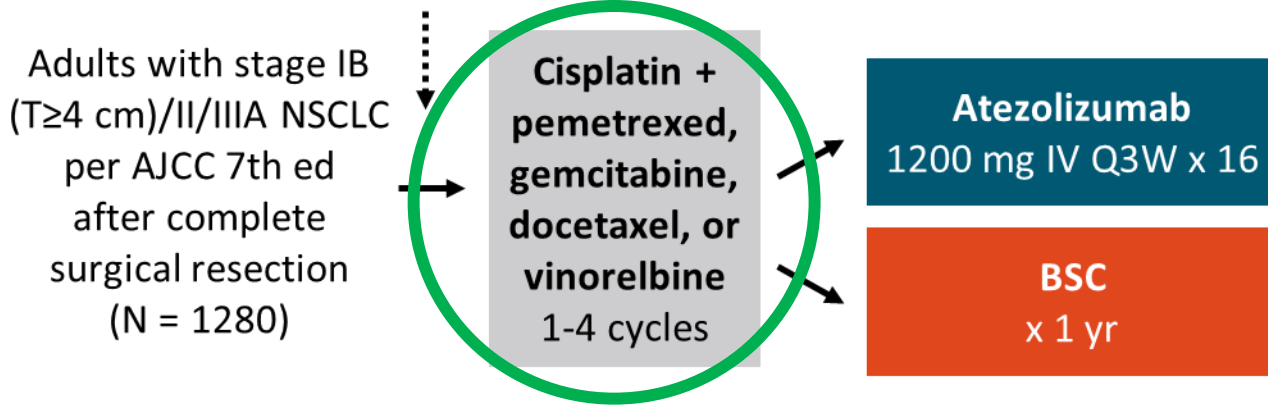 Adults with stage IB
(T≥4 cm)/II/IIIA NSCLC
per AJCC 7th ed
after complete
surgical resection
(N = 1280)
Cisplatin +
pemetrexed,
gemcitabine,
docetaxel, or
vinorelbine
1-4 cycles
Atezolizumab
1200 mg IV Q3W x 16
BSC
x 1 yr